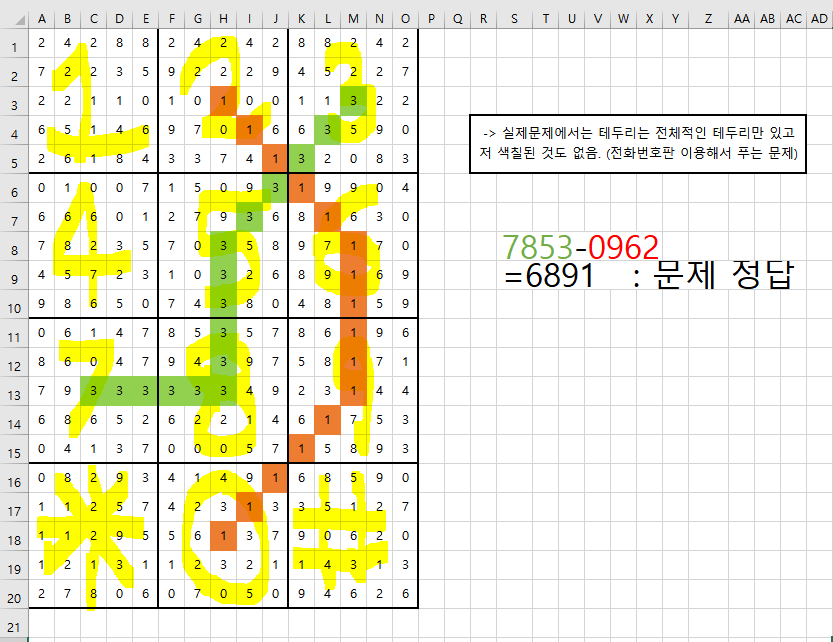 A B C D E F G H I J K L M N O P Q R S T U V W X Y Z AA AB AC AD
1 2 4 2 8 8 2 4 2 4 2 8 8 2 4 2
2 7 2 2 3 5 9 2 2 2 9 4 5 2 2 7
3 2 2 1 1 0 1 0 1 0 0 1 1 3 2 2
4 6 5 1 4 6 9 7 0 1 6 6 3 5 9 0
5 2 6 1 8 4 3 3 7 4 1 3 2 0 8 3
6 0 1 0 0 7 1 5 0 9 3 1 9 9 0 4
7 6 6 6 0 1 2 7 9 3 6 8 1 6 3 0
8 7 8 2 3 5 7 0 3 5 8 9 7 1 7 0
9 4 5 7 2 3 1 0 3 2 6 8 9 1 6 9
10 9 8 6 5 0 7 4 3 8 0 4 8 1 5 9
11 0 6 1 4 7 8 5 3 5 7 8 6 1 9 6
12 8 6 0 4 7 9 4 3 9 7 5 8 1 7 1
13 7 9 3 3 3 3 3 3 4 9 2 3 1 4 4
14 6 8 6 5 2 6 2 2 1 4 6 1 7 5 3
15 0 4 1 3 7 0 0 0 5 7 1 5 8 9 3
16 0 8 2 9 3 4 1 4 9 1 6 8 5 9 0
17 1 1 2 5 7 4 2 3 1 3 3 5 1 2 7
18 1 1 2 9 5 5 6 1 3 7 9 0 6 2 0
19 1 2 1 3 1 1 2 3 2 1 1 4 3 1 3
20 2 7 8 0 6 0 7 0 5 0 9 4 6 2 6
21
1 2 3
4 5 6
7 8 9
* 0 #
-> 실제문제에서는 테두리는 전체적인 테두리만 있고
저 색칠된 것도 없음. (전화번호판 이용해서 푸는 문제)
7853-0962
=6891 : 문제 정답